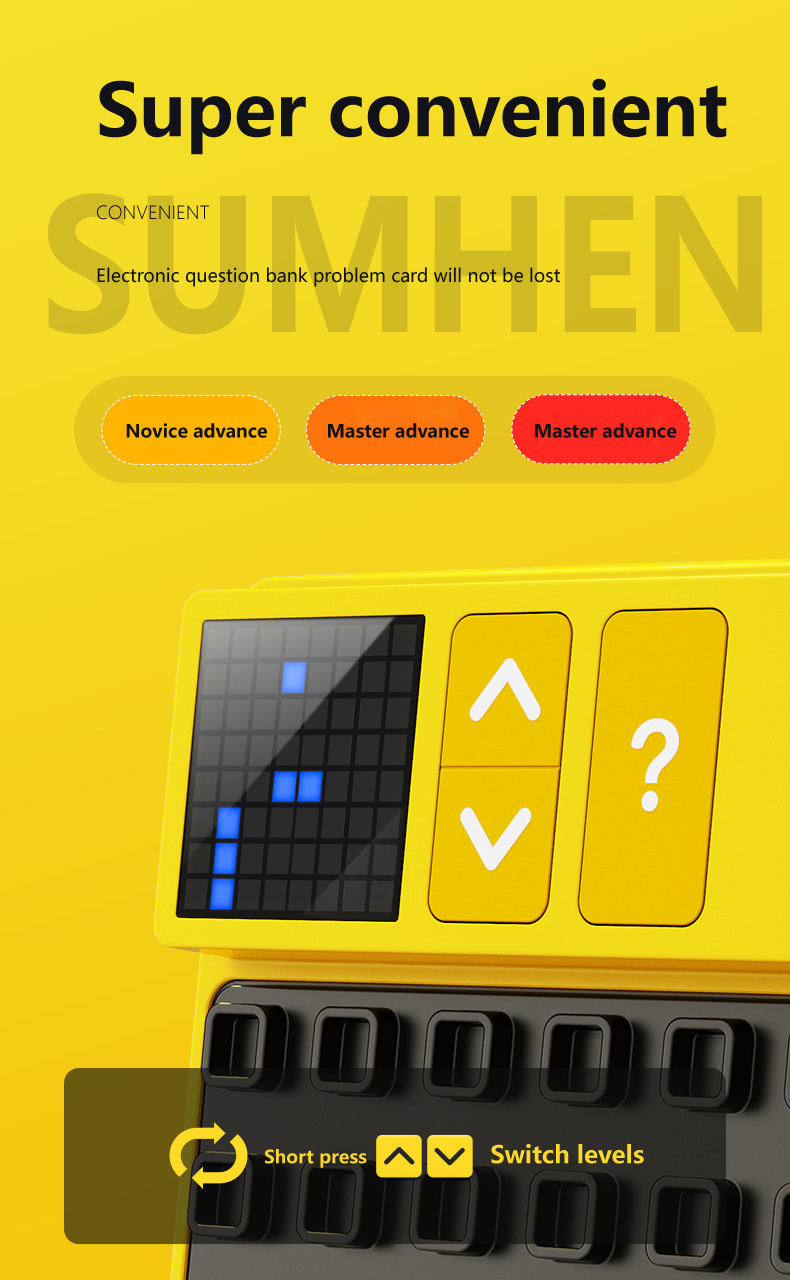 Super convenient
SUMHEN
CONVENIENT
Electronic question bank problem card will not be lost
Novice advance Master advance Master advance
?
Short press Switch levels